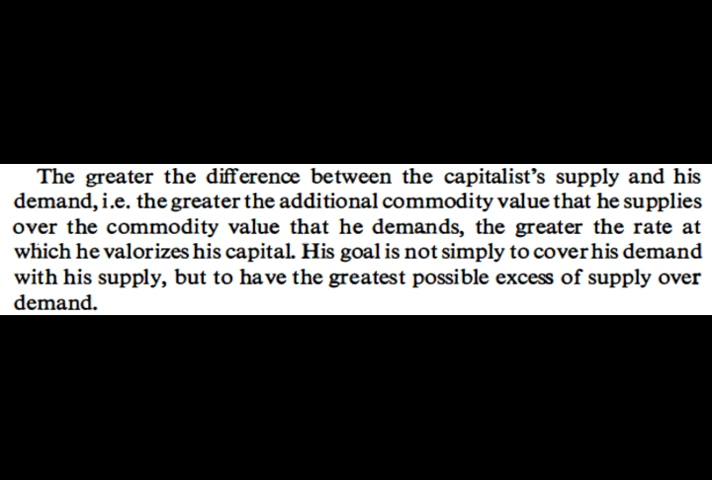 The greater the difference between the capitalist's supply and his
demand, i.e. the greater the additional commodity value that he supplies
over the commodity value that he demands, the greater the rate at
which he valorizes his capital. His goal is not simply to cover his demand
with his supply, but to have the greatest possible excess of supply over
demand.